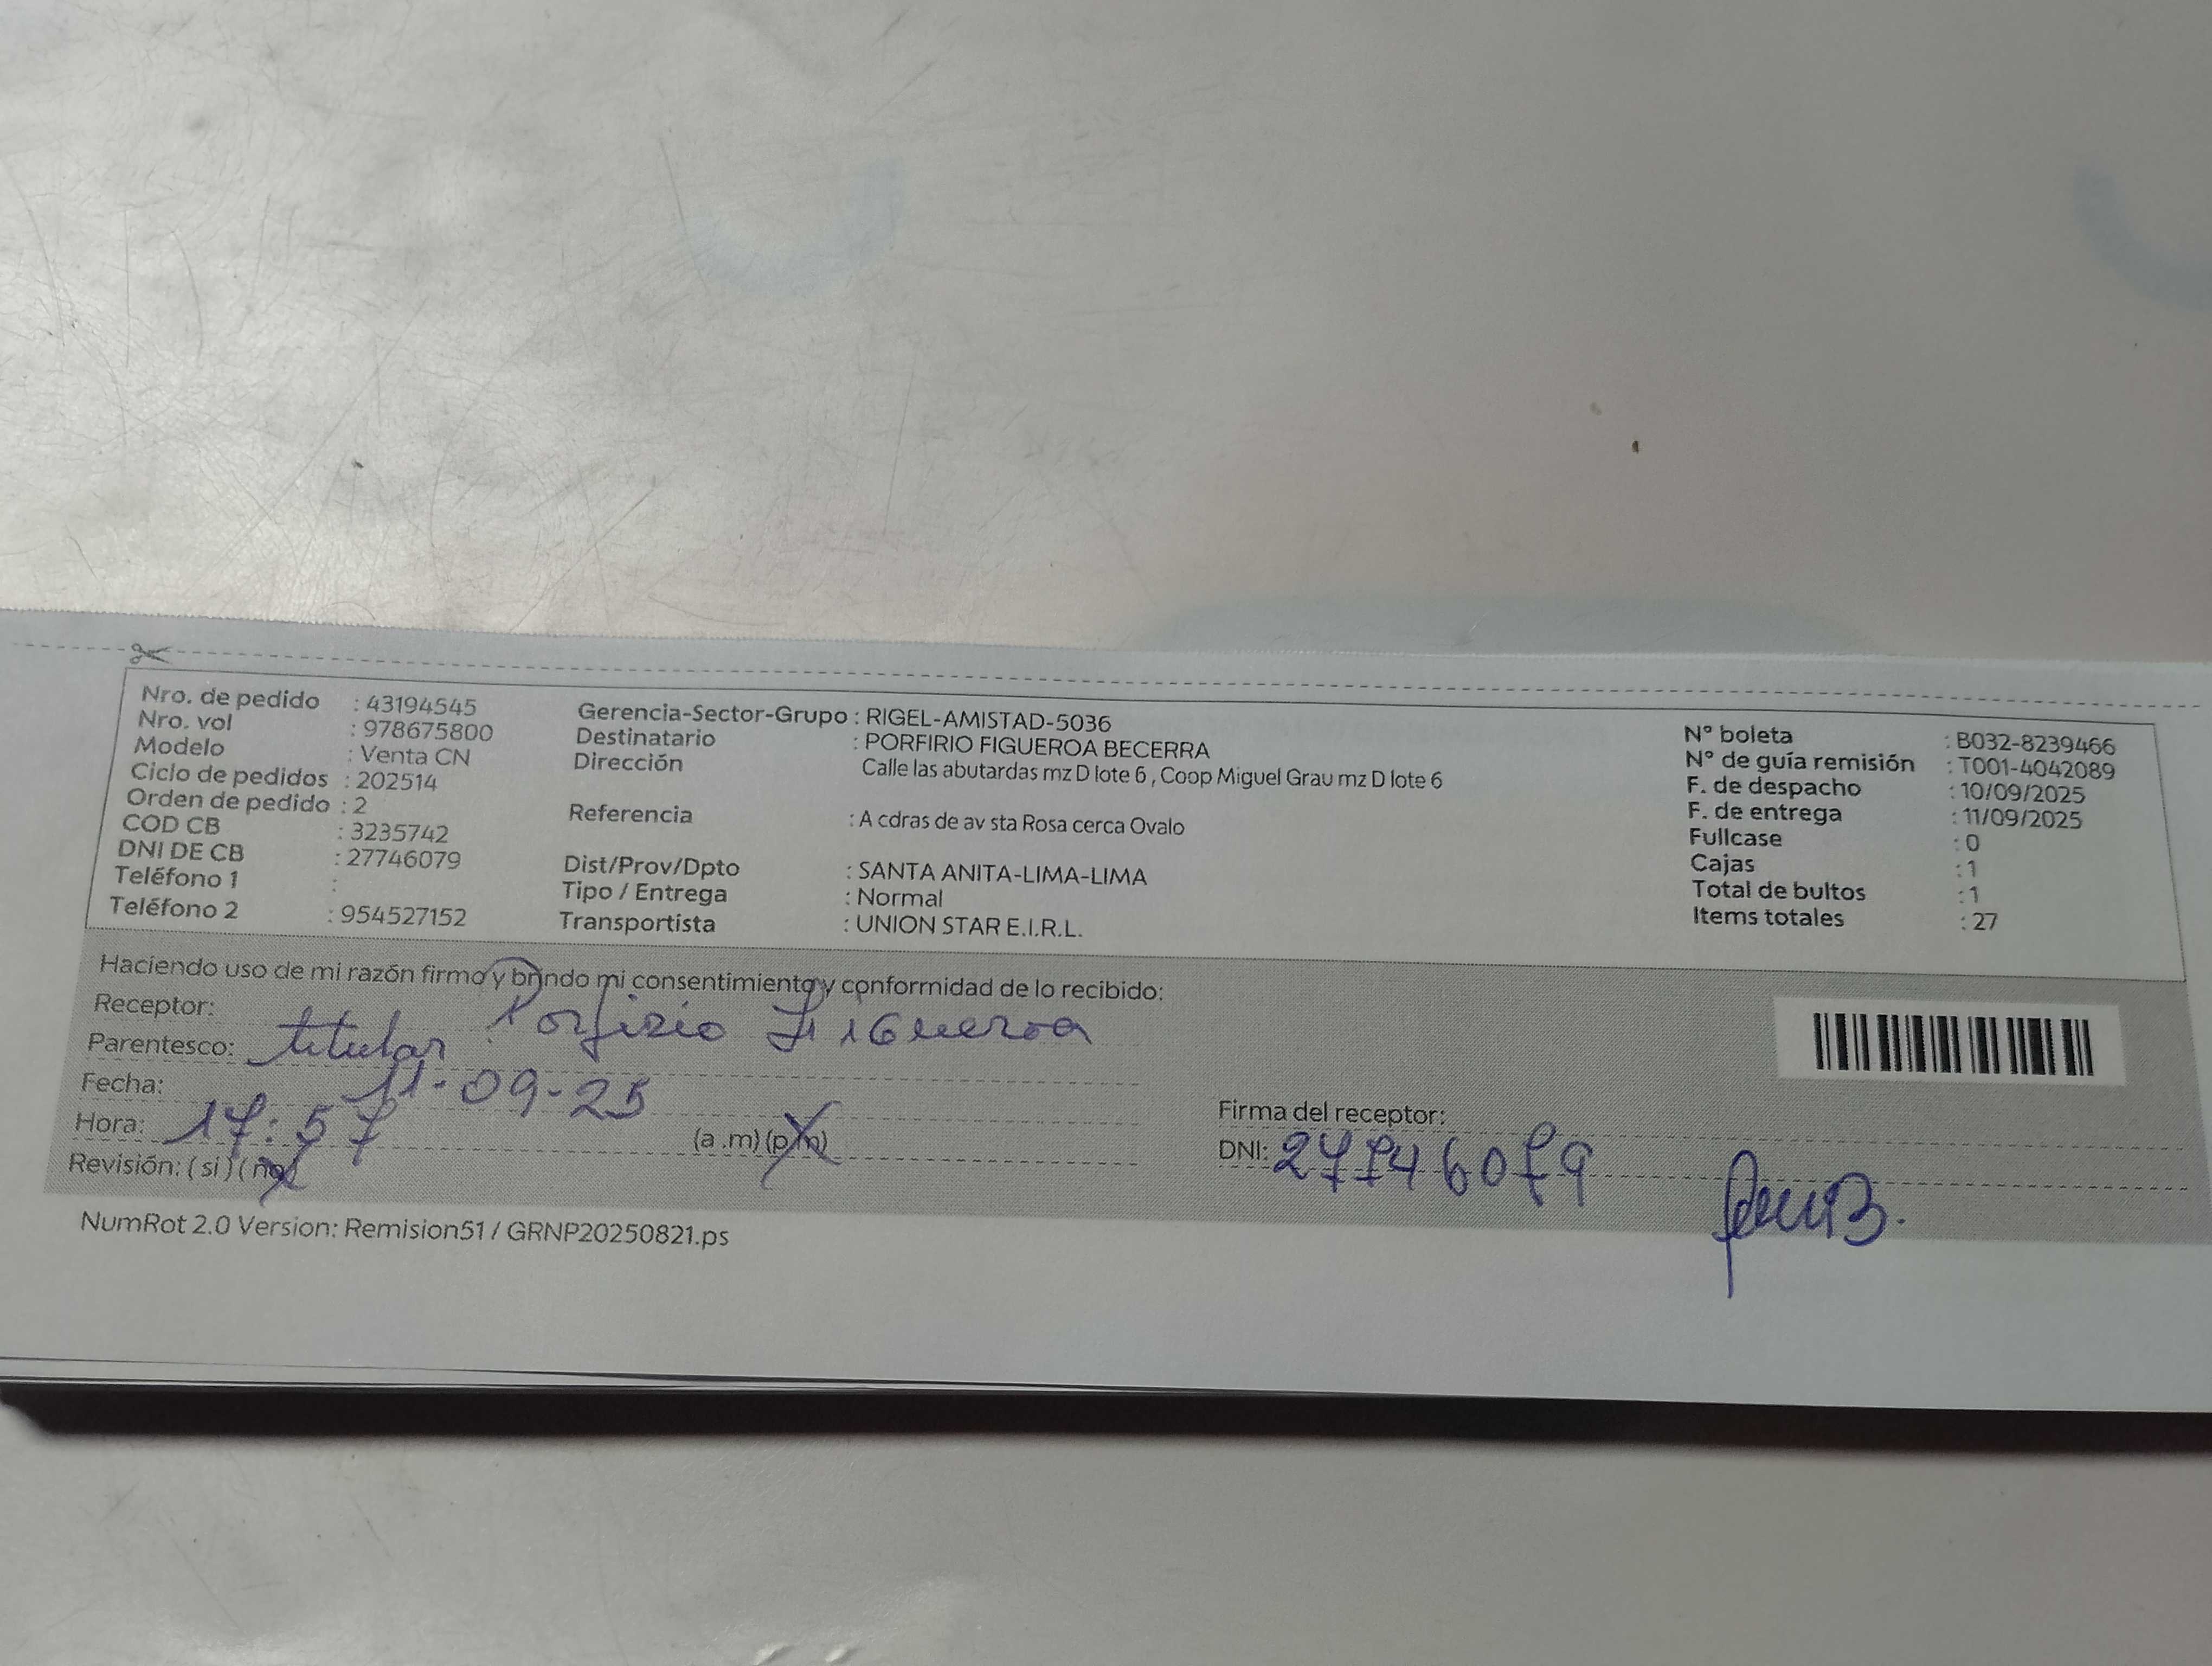 Nro. de pedido : 43194545
Nro. vol : 978675800
Modelo : Venta CN
Ciclo de pedidos : 202514
Orden de pedido : 2
COD CB : 3235742
DNI DE CB : 27746079
Teléfono 1 :
Teléfono 2 : 954527152
Gerencia-Sector-Grupo : RIGEL-AMISTAD-5036
Destinatario : PORFIRIO FIGUEROA BECERRA
Dirección Calle las abutardas mz D lote 6 , Coop Miguel Grau mz D lote 6
Referencia : A cdras de av sta Rosa cerca Ovalo
Dist/Prov/Dpto : SANTA ANITA-LIMA-LIMA
Tipo / Entrega : Normal
Transportista : UNION STAR E.I.R.L.
N° boleta : B032-8239466
N° de guía remisión : T001-4042089
F. de despacho : 10/09/2025
F. de entrega : 11/09/2025
Fullcase : 0
Cajas : 1
Total de bultos : 1
Items totales : 27
Haciendo uso de mi razón firmo y brindo mi consentimiento y conformidad de lo recibido:
Receptor: Porfirio Figueroa
Parentesco: titular
Fecha: 11-09-25
Hora: 17:57 (a .m) (p.m)
Revisión: ( si ) ( no )
Firma del receptor:
DNI: 27746079
NumRot 2.0 Version: Remision51 / GRNP20250821.ps